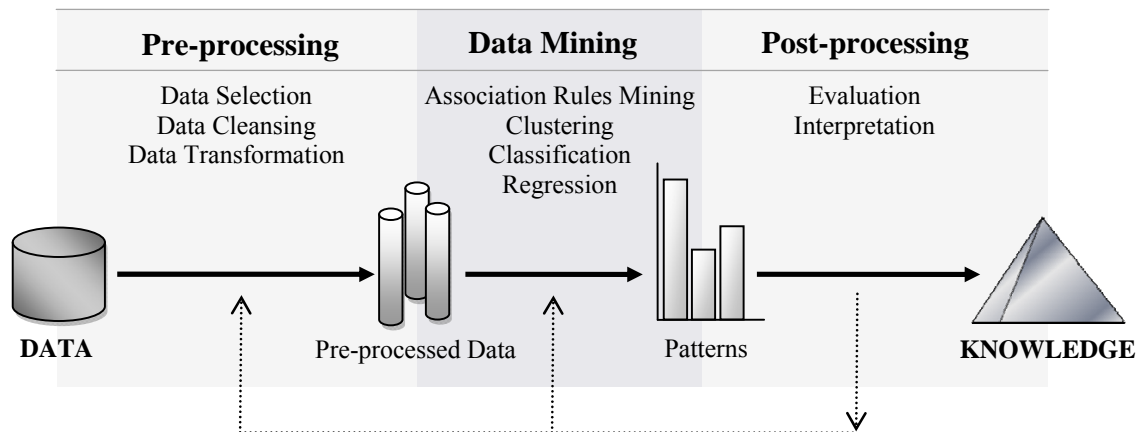 Pre-processing
Data Selection
Data Cleansing
Data Transformation
Data Mining
Association Rules Mining
Clustering
Classification
Regression
Post-processing
Evaluation
Interpretation
DATA
Pre-processed Data
Patterns
KNOWLEDGE